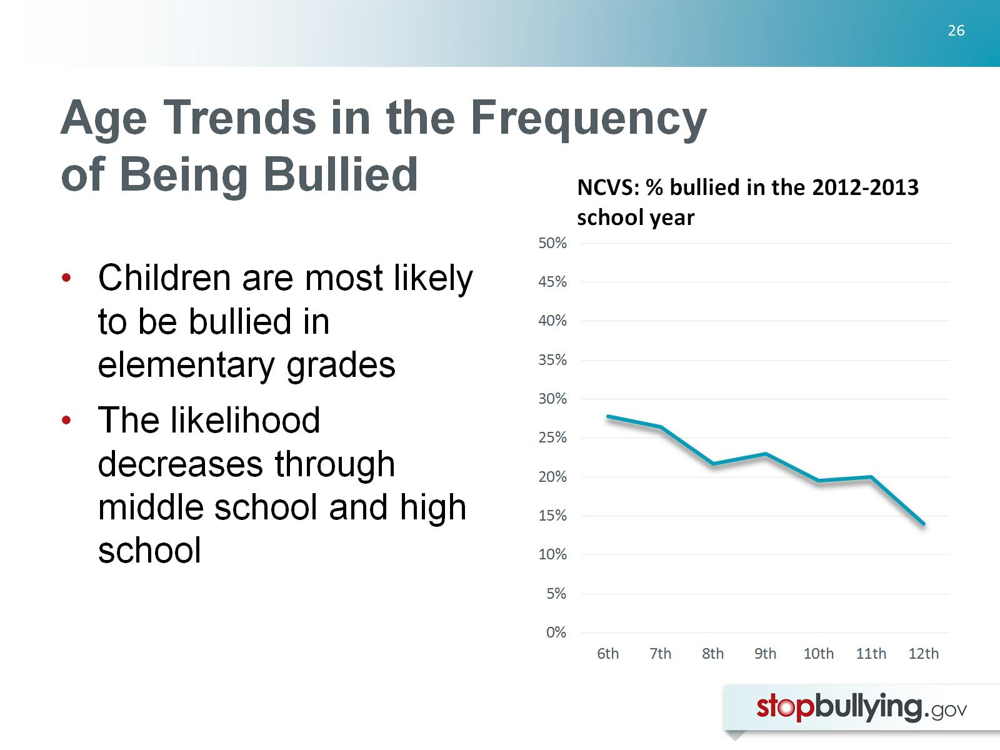 26
Age Trends in the Frequency
of Being Bullied
• Children are most likely
to be bullied in
elementary grades
• The likelihood
decreases through
middle school and high
school
NCVS: % bullied in the 2012-2013
school year
50%
45%
40%
35%
30%
25%
20%
15%
10%
5%
0%
6th 7th 8th 9th 10th 11th 12th
stopbullying.gov